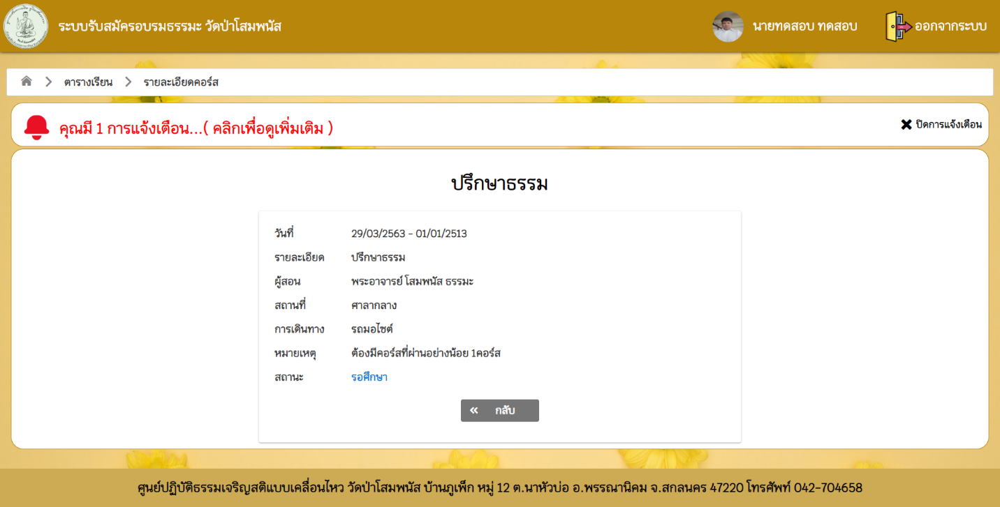 ระบบรับสมัครอบรมธรรมะ วัดป่าโสมพนัส
นายทดสอบ ทดสอบ
ออกจากระบบ
ตารางเรียน
รายละเอียดคอร์ส
คุณมี 1 การแจ้งเตือน...( คลิกเพื่อดูเพิ่มเติม )
ปิดการแจ้งเตือน
ปรึกษาธรรม
วันที่ 29/03/2563 - 01/01/2513
รายละเอียด ปรึกษาธรรม
ผู้สอน พระอาจารย์ โสมพนัส ธรรมะ
สถานที่ ศาลากลาง
การเดินทาง รถมอไซต์
หมายเหตุ ต้องมีคอร์สที่ผ่านอย่างน้อย 1คอร์ส
สถานะ รอศึกษา
กลับ
ศูนย์ปฏิบัติธรรมเจริญสติแบบเคลื่อนไหว วัดป่าโสมพนัส บ้านภูเพ็ก หมู่ 12 ต.นาหัวบ่อ อ.พรรณานิคม จ.สกลนคร 47220 โทรศัพท์ 042-704658